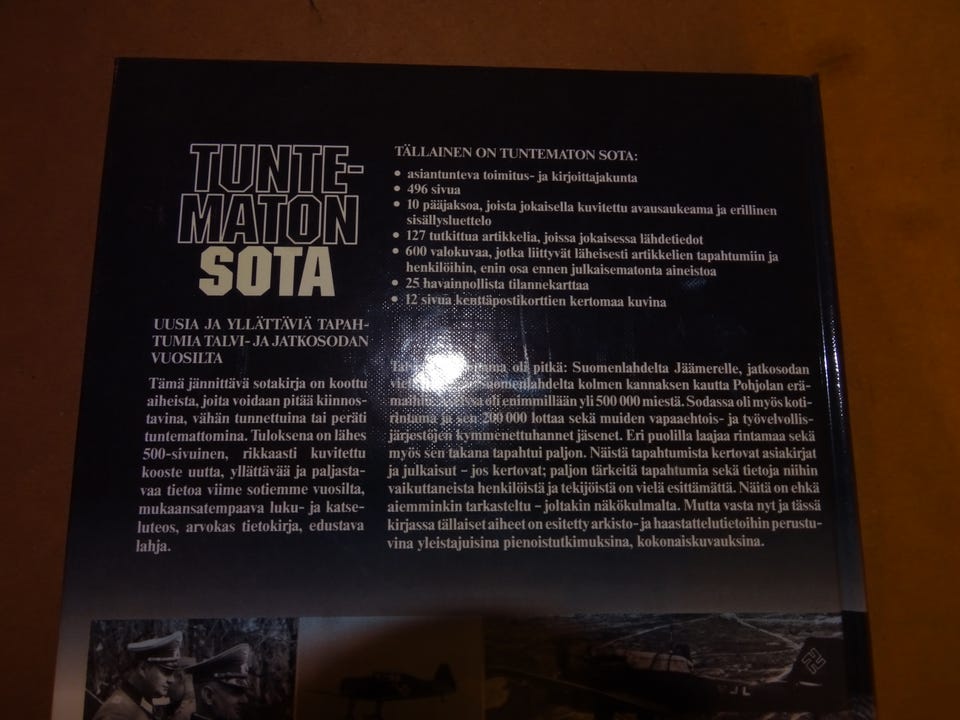 TUNTE-
MATON
SOTA
UUSIA JA YLLÄTTÄVIÄ TAPAH-
TUMIA TALVI- JA JATKOSODAN
VUOSILTA
Tämä jännittävä sotakirja on koottu
aiheista, joita voidaan pitää kiinnos-
tavina, vähän tunnettuina tai peräti
tuntemattomina. Tuloksena on lähes
500-sivuinen, rikkaasti kuvitettu
kooste uutta, yllättävää ja paljasta-
vaa tietoa viime sotiemme vuosilta,
mukaansatempaava luku- ja katse-
luteos, arvokas tietokirja, edustava
lahja.
TÄLLAINEN ON TUNTEMATON SOTA:
• asiantunteva toimitus- ja kirjoittajakunta
• 496 sivua
• 10 pääjaksoa, joista jokaisella kuvitettu avausaukeama ja erillinen
sisällysluettelo
• 127 tutkittua artikkelia, joissa jokaisessa lähdetiedot
• 600 valokuvaa, jotka liittyvät läheisesti artikkelien tapahtumiin ja
henkilöihin, enin osa ennen julkaisematonta aineistoa
• 25 havainnollista tilannekarttaa
• 12 sivua kenttäpostikorttien kertomaa kuvina
oli pitkä: Suomenlahdelta Jäämerelle, jatkosodan
Suomenlahdelta kolmen kannaksen kautta Pohjolan erä-
oli enimmillään yli 500 000 miestä. Sodassa oli myös koti-
rintama ja sen 200 000 lottaa sekä muiden vapaaehtois- ja työvelvollis-
järjestöjen kymmenettuhannet jäsenet. Eri puolilla laajaa rintamaa sekä
myös sen takana tapahtui paljon. Näistä tapahtumista kertovat asiakirjat
ja julkaisut – jos kertovat; paljon tärkeitä tapahtumia sekä tietoja niihin
vaikuttaneista henkilöistä ja tekijöistä on vielä esittämättä. Näitä on ehkä
aiemminkin tarkasteltu – joltakin näkökulmalta. Mutta vasta nyt ja tässä
kirjassa tällaiset aiheet on esitetty arkisto- ja haastattelutietoihin perustu-
vina yleistajuisina pienoistutkimuksina, kokonaiskuvauksina.